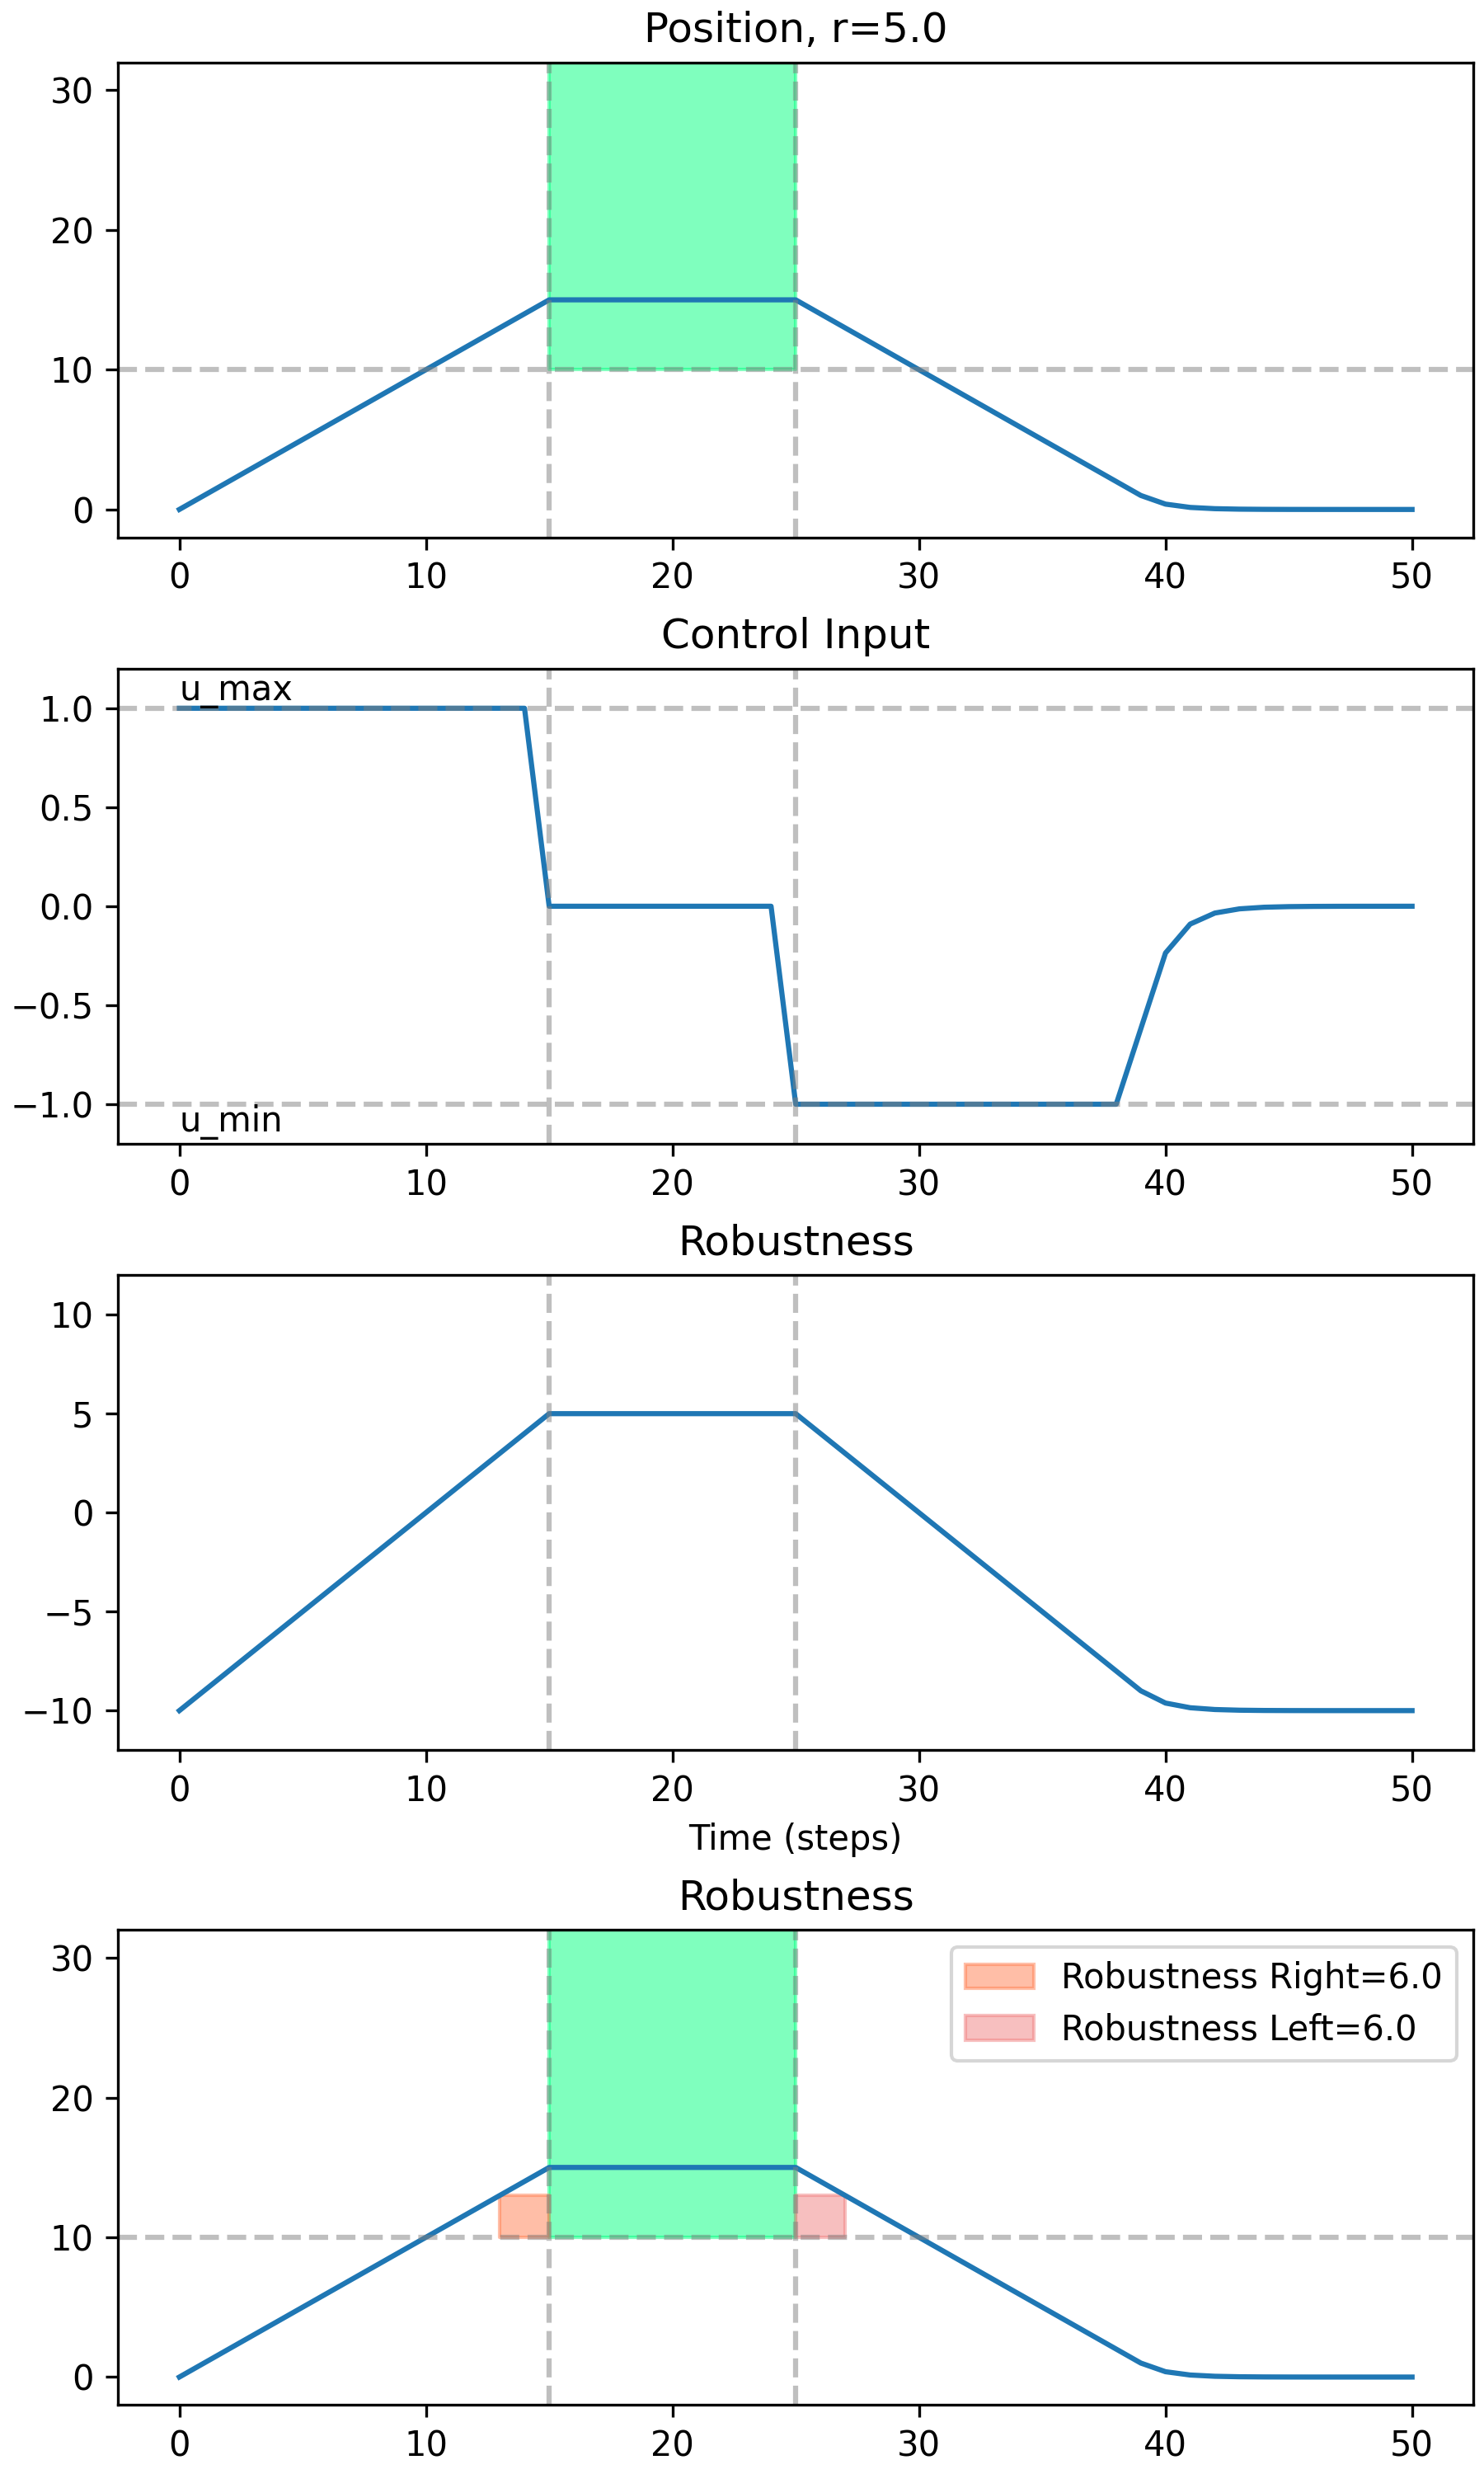 Position, r=5.0
30
20
10
0
0 10 20 30 40 50
Control Input
u_max
1.0
0.5
0.0
−0.5
−1.0
u_min
0 10 20 30 40 50
Robustness
10
5
0
−5
−10
0 10 20 30 40 50
Time (steps)
Robustness
30
Robustness Right=6.0
Robustness Left=6.0
20
10
0
0 10 20 30 40 50